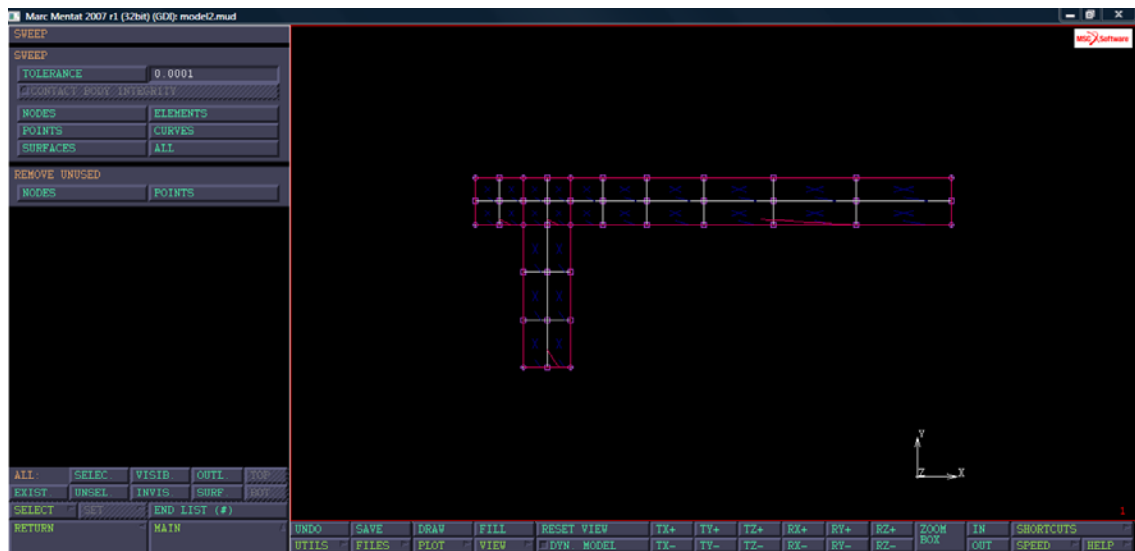 Marc Mentat 2007 r1 (32bit) (GDI): model2.mud
SWEEP
SWEEP
TOLERANCE 0.0001
CONTACT BODY INTEGRITY
NODES ELEMENTS
POINTS CURVES
SURFACES ALL
REMOVE UNUSED
NODES POINTS
MSC Software
Y
Z X
1
ALL: SELEC. VISIB. OUTL. TOP
EXIST. UNSEL. INVIS. SURF. BOT
SELECT SET END LIST (#)
RETURN MAIN
UNDO SAVE DRAW FILL RESET VIEW TX+ TY+ TZ+ RX+ RY+ RZ+ ZOOM BOX IN SHORTCUTS
UTILS FILES PLOT VIEW DYN. MODEL TX- TY- TZ- RX- RY- RZ- OUT SPEED HELP